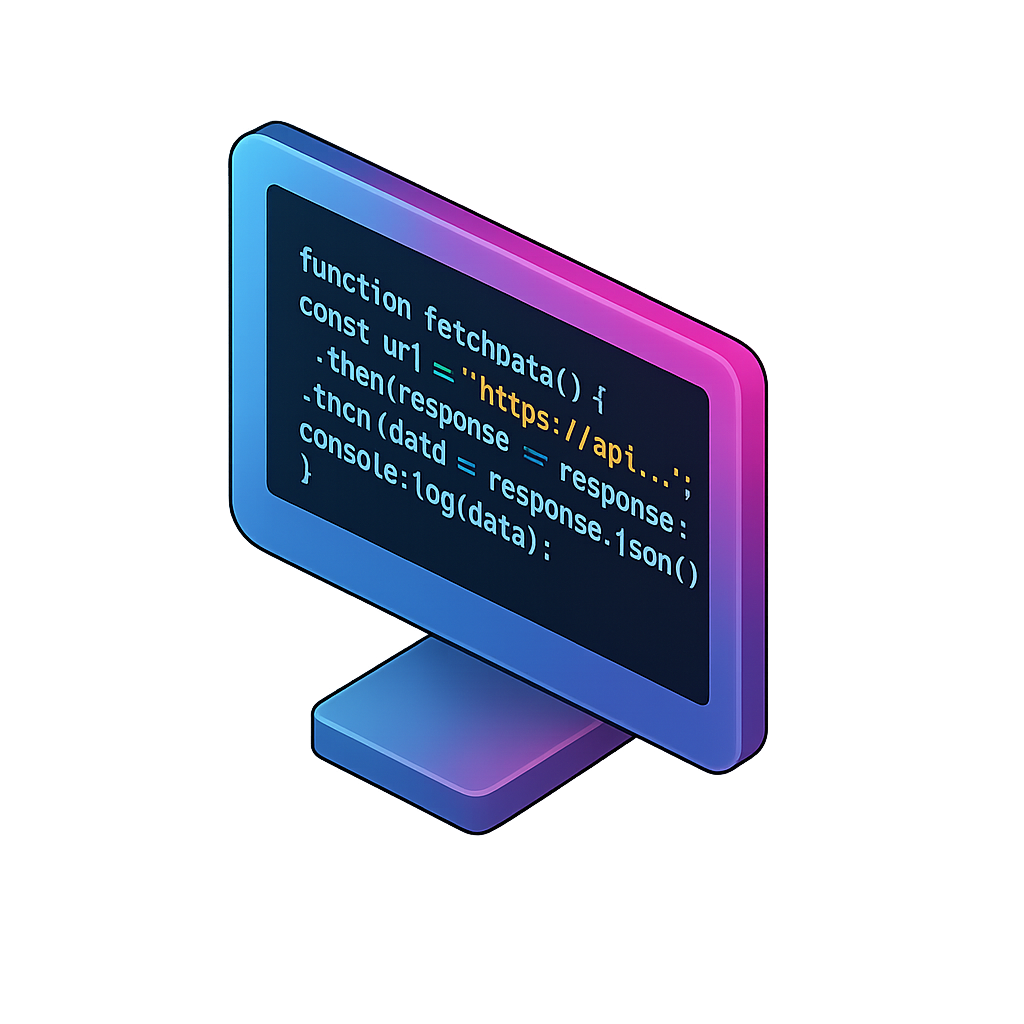 function fetchData() {
const url = "https://api...';
.then(response = response:
.thcn(datd = response.1son()
console:log(data):
}